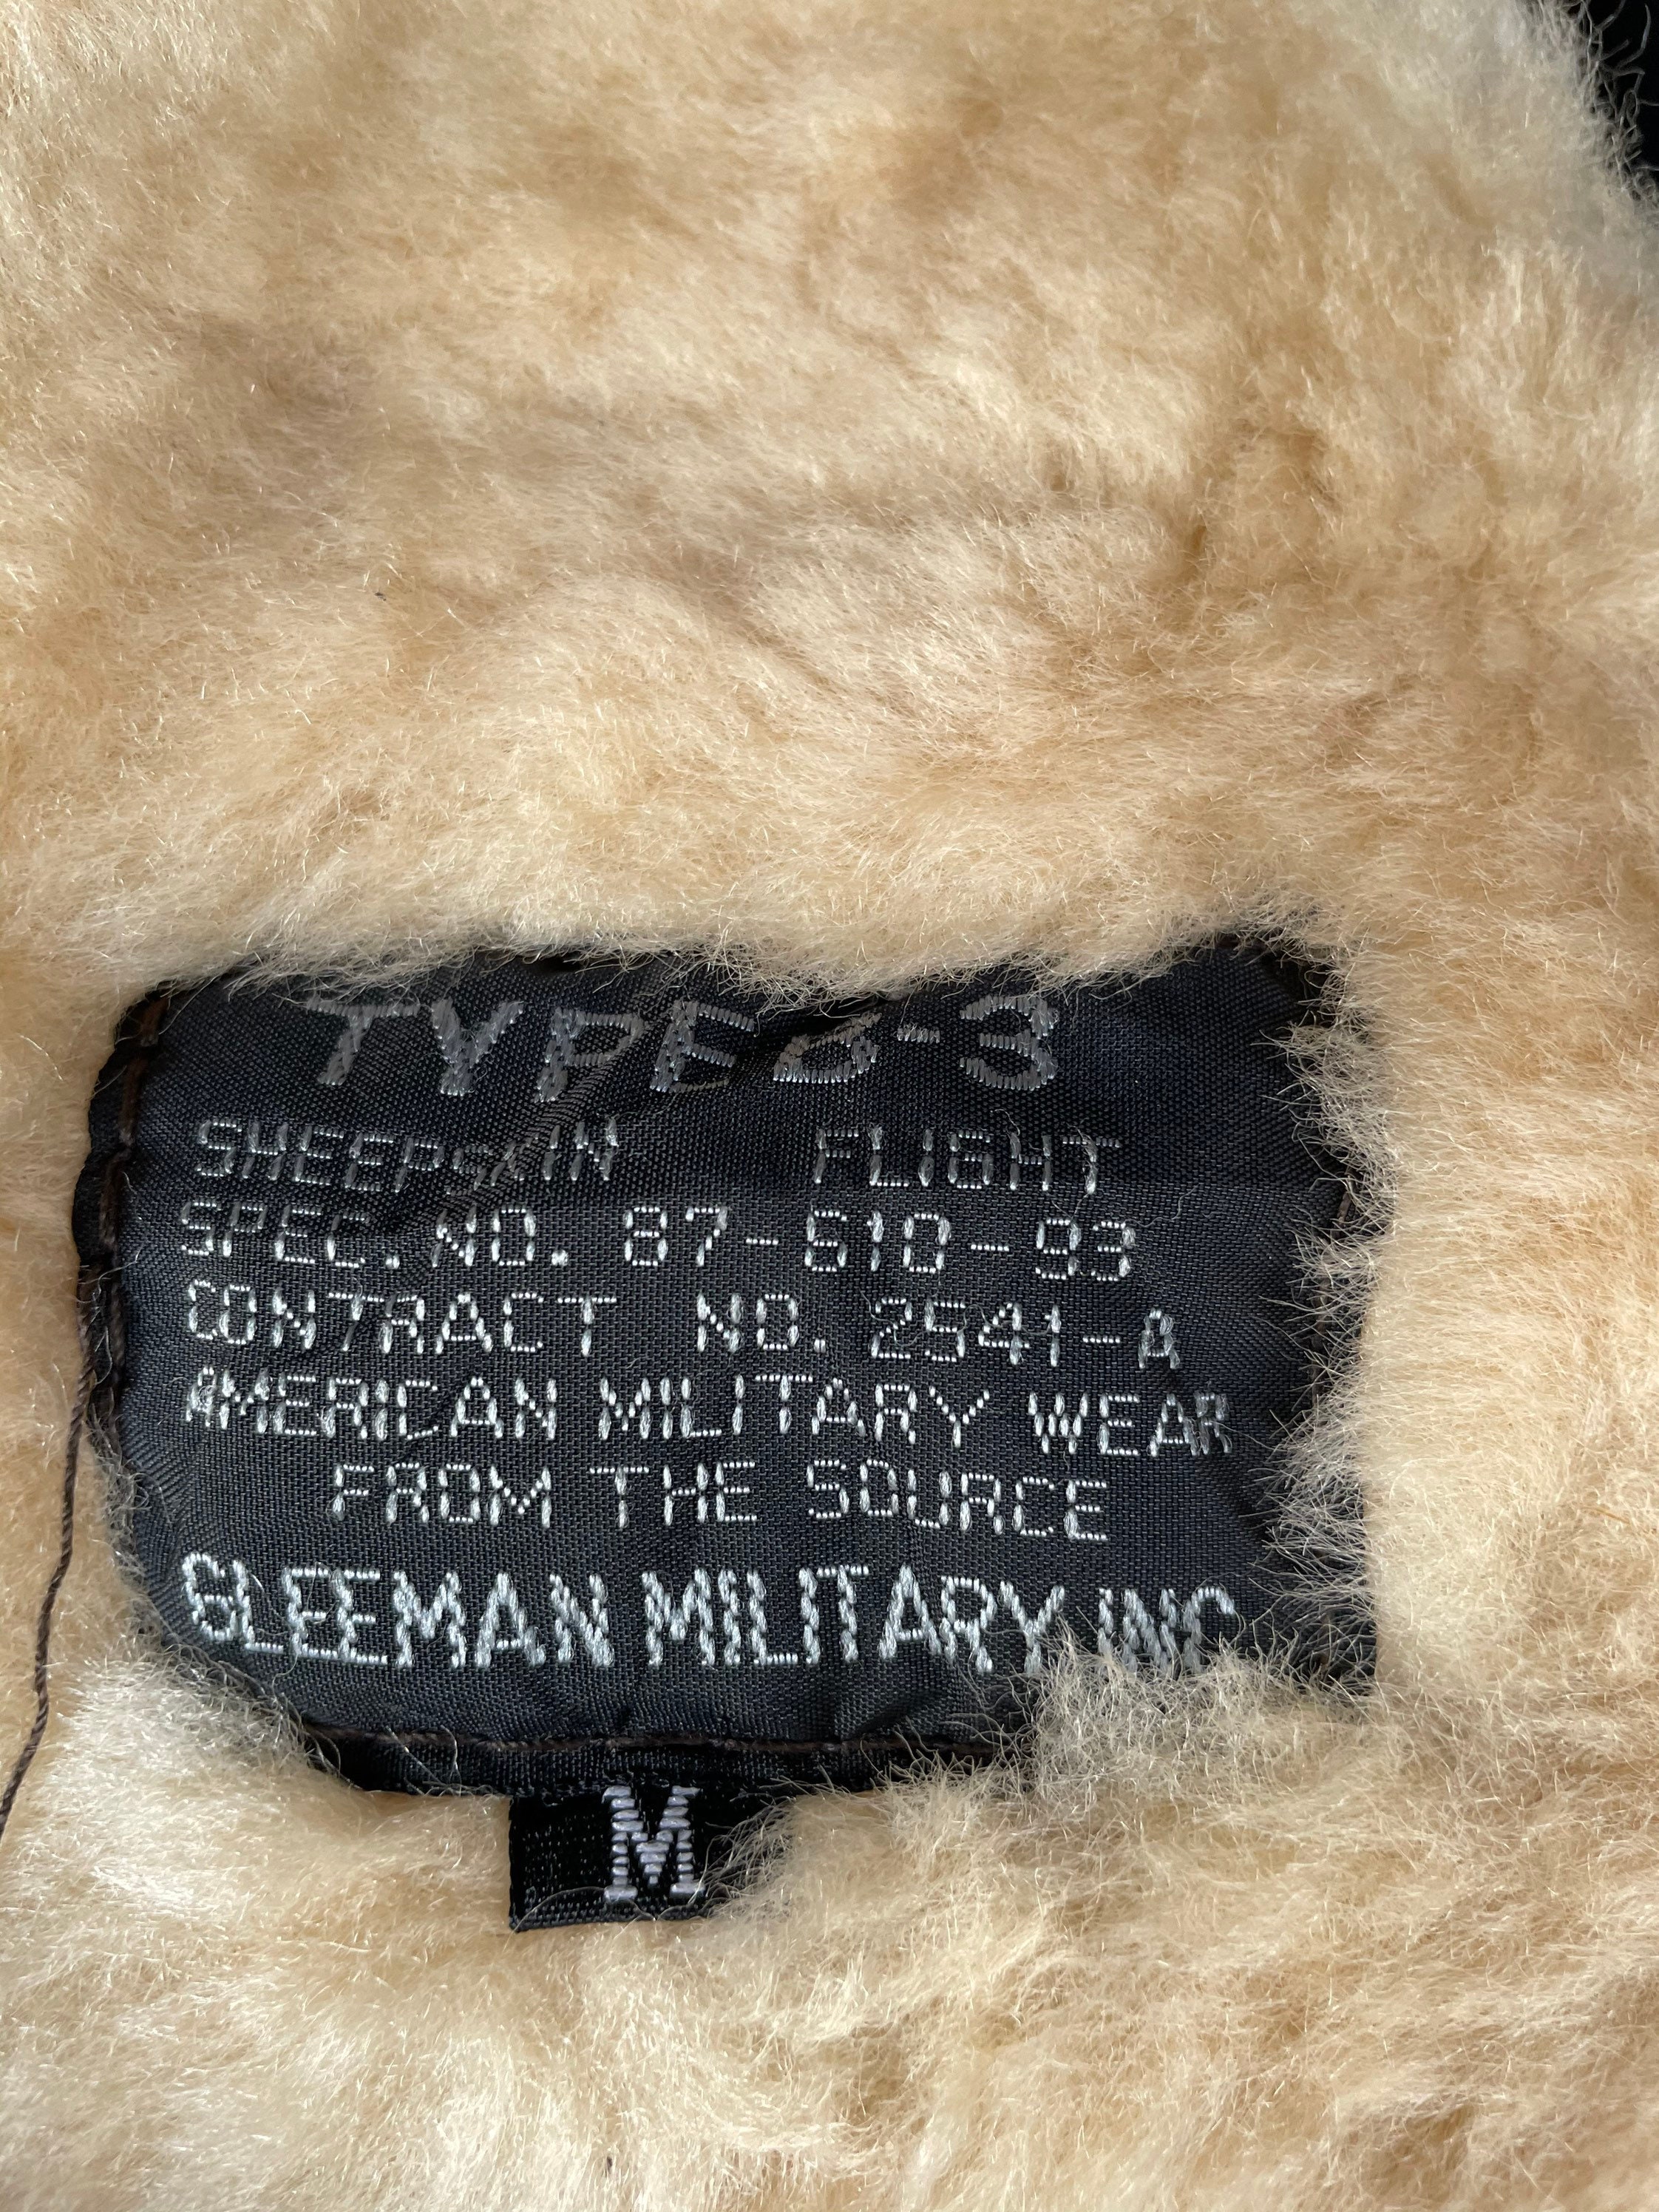 TYPE B-3
SHEEPSKIN FLIGHT
SPEC. NO. 87-610-93
CONTRACT NO. 2541-A
AMERICAN MILITARY WEAR
FROM THE SOURCE
GLEEMAN MILITARY INC
M